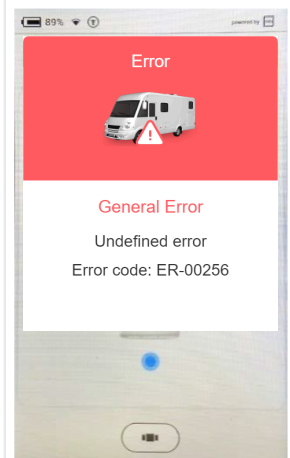 89%
powered by
Error
General Error
Undefined error
Error code: ER-00256